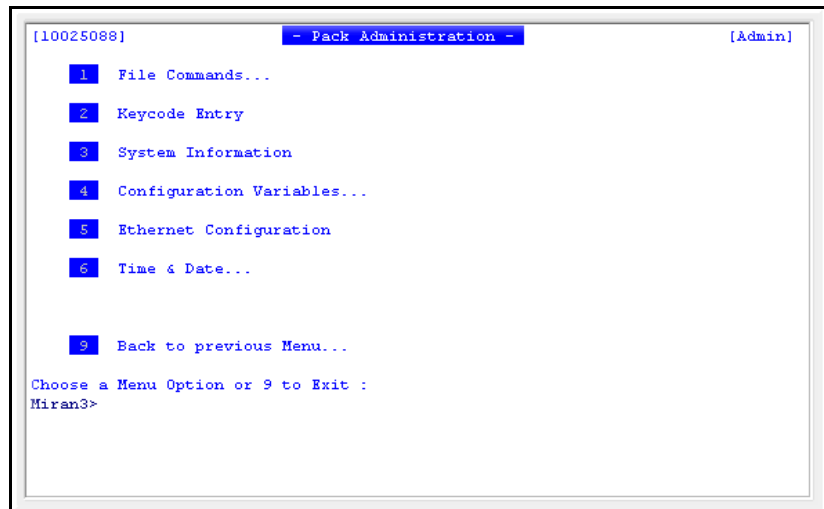 [10025088] - Pack Administration - [Admin]
1 File Commands...
2 Keycode Entry
3 System Information
4 Configuration Variables...
5 Ethernet Configuration
6 Time & Date...
9 Back to previous Menu...
Choose a Menu Option or 9 to Exit :
Miran3>